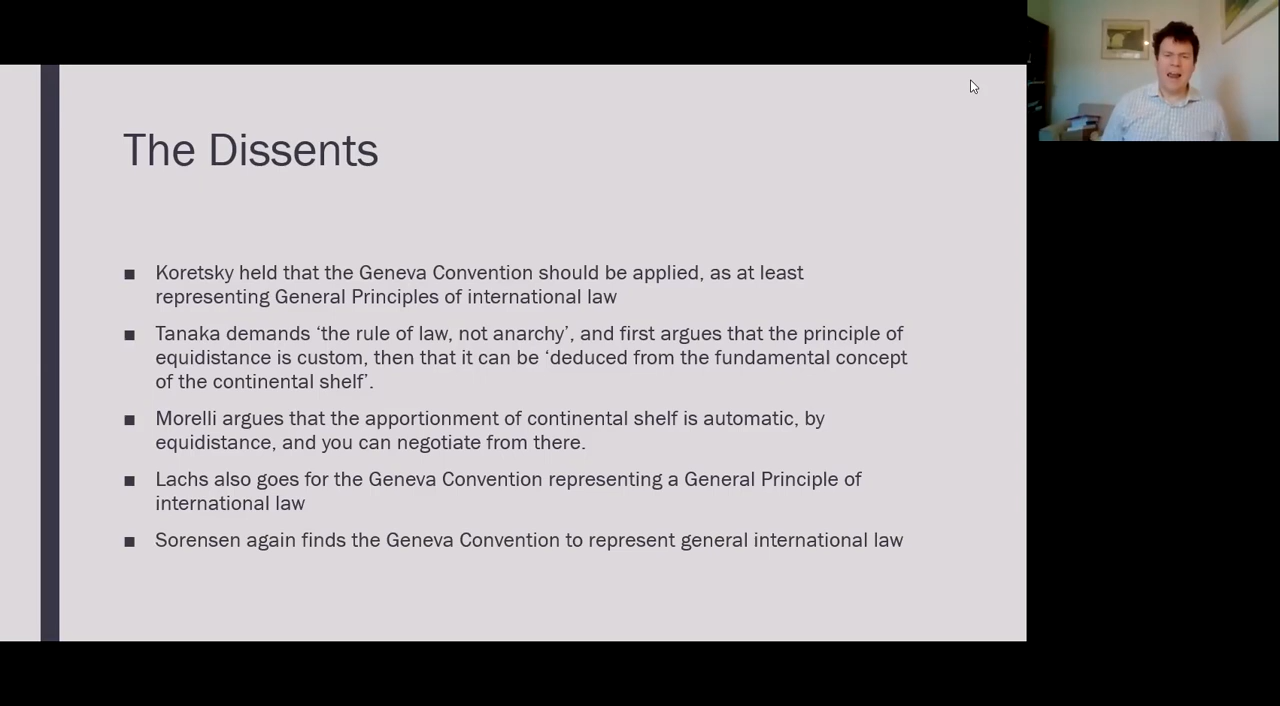 The Dissents
■ Koretsky held that the Geneva Convention should be applied, as at least
representing General Principles of international law
■ Tanaka demands ‘the rule of law, not anarchy’, and first argues that the principle of
equidistance is custom, then that it can be ‘deduced from the fundamental concept
of the continental shelf’.
■ Morelli argues that the apportionment of continental shelf is automatic, by
equidistance, and you can negotiate from there.
■ Lachs also goes for the Geneva Convention representing a General Principle of
international law
■ Sorensen again finds the Geneva Convention to represent general international law